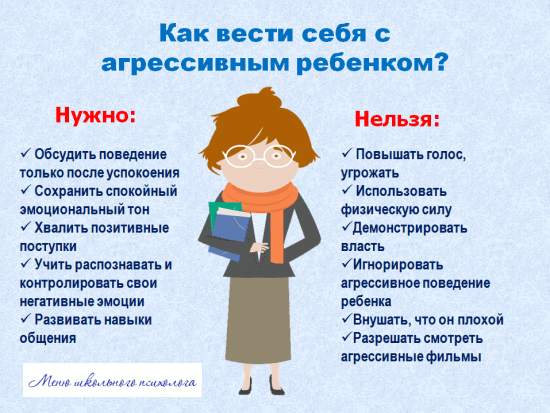 Как вести себя с
агрессивным ребенком?
Нужно:
✓ Обсудить поведение
только после успокоения
✓ Сохранить спокойный
эмоциональный тон
✓ Хвалить позитивные
поступки
✓ Учить распознавать и
контролировать свои
негативные эмоции
✓ Развивать навыки
общения
Нельзя:
✓ Повышать голос,
угрожать
✓ Использовать
физическую силу
✓Демонстрировать
власть
✓Игнорировать
агрессивное поведение
ребенка
✓Внушать, что он плохой
✓Разрешать смотреть
агрессивные фильмы
Меню школьного психолога